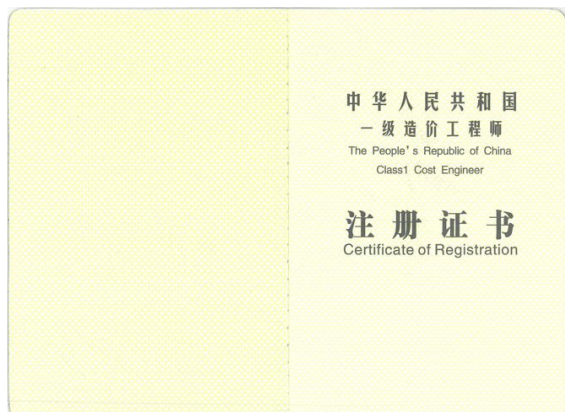 中华人民共和国
一级造价工程师
The People's Republic of China
Class1 Cost Engineer
注册证书
Certificate of Registration